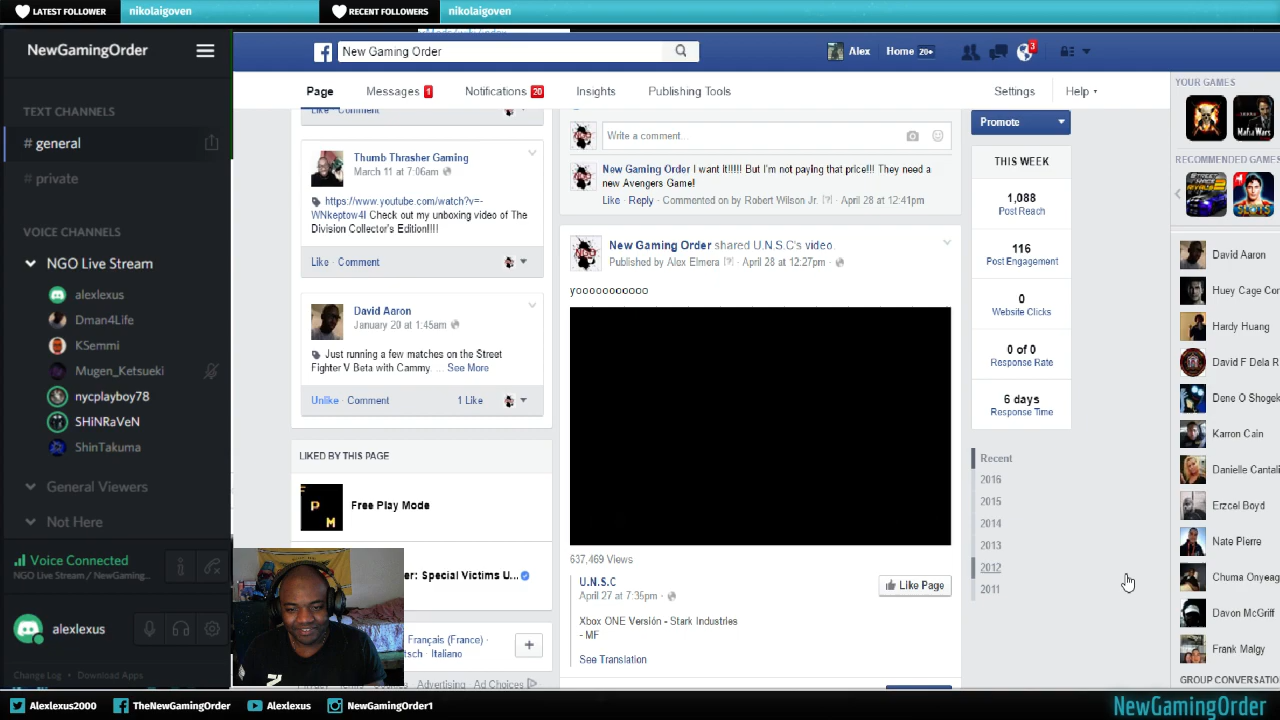 LATEST FOLLOWER
nikolaigoven
RECENT FOLLOWERS
nikolaigoven
NewGamingOrder
TEXT CHANNELS
# general
# private
VOICE CHANNELS
NGO Live Stream
alexlexus
Dman4Life
KSemmi
Mugen_Ketsueki
nycplayboy78
SHiNRaVeN
ShinTakuma
General Viewers
Not Here
Voice Connected
NGO Live Stream / NewGaming...
alexlexus
Change Log • Download Apps
New Gaming Order
Alex
Home 20+
3
Page
Messages 1
Notifications 20
Insights
Publishing Tools
Settings
Help
Like · Comment
Thumb Thrasher Gaming
March 11 at 7:06am
https://www.youtube.com/watch?v=-
WNkeptow4I Check out my unboxing video of The
Division Collector's Edition!!!!
Like · Comment
David Aaron
January 20 at 1:45am
Just running a few matches on the Street
Fighter V Beta with Cammy. ... See More
Unlike · Comment
1 Like
LIKED BY THIS PAGE
F
P
M
Free Play Mode
r: Special Victims U...
Français (France) ·
tsch · Italiano
Advertising · Ad Choices
Write a comment...
New Gaming Order I want it!!!!! But I'm not paying that price!!! They need a
new Avengers Game!
Like · Reply · Commented on by Robert Wilson Jr. [?] · April 28 at 12:41pm
New Gaming Order shared U.N.S.C's video.
Published by Alex Elmera [?] · April 28 at 12:27pm ·
yooooooooooo
637,469 Views
U.N.S.C
April 27 at 7:35pm ·
Like Page
Xbox ONE Versión - Stark Industries
- MF
See Translation
Promote
THIS WEEK
1,088
Post Reach
116
Post Engagement
0
Website Clicks
0 of 0
Response Rate
6 days
Response Time
Recent
2016
2015
2014
2013
2012
2011
YOUR GAMES
RECOMMENDED GAMES
David Aaron
Huey Cage Cor
Hardy Huang
David F Dela R
Dene O Shogek
Karron Cain
Danielle Cantali
Erzcel Boyd
Nate Pierre
Chuma Onyeag
Davon McGriff
Frank Malgy
GROUP CONVERSATIO
Alexlexus2000
TheNewGamingOrder
Alexlexus
NewGamingOrder1
NewGamingOrder